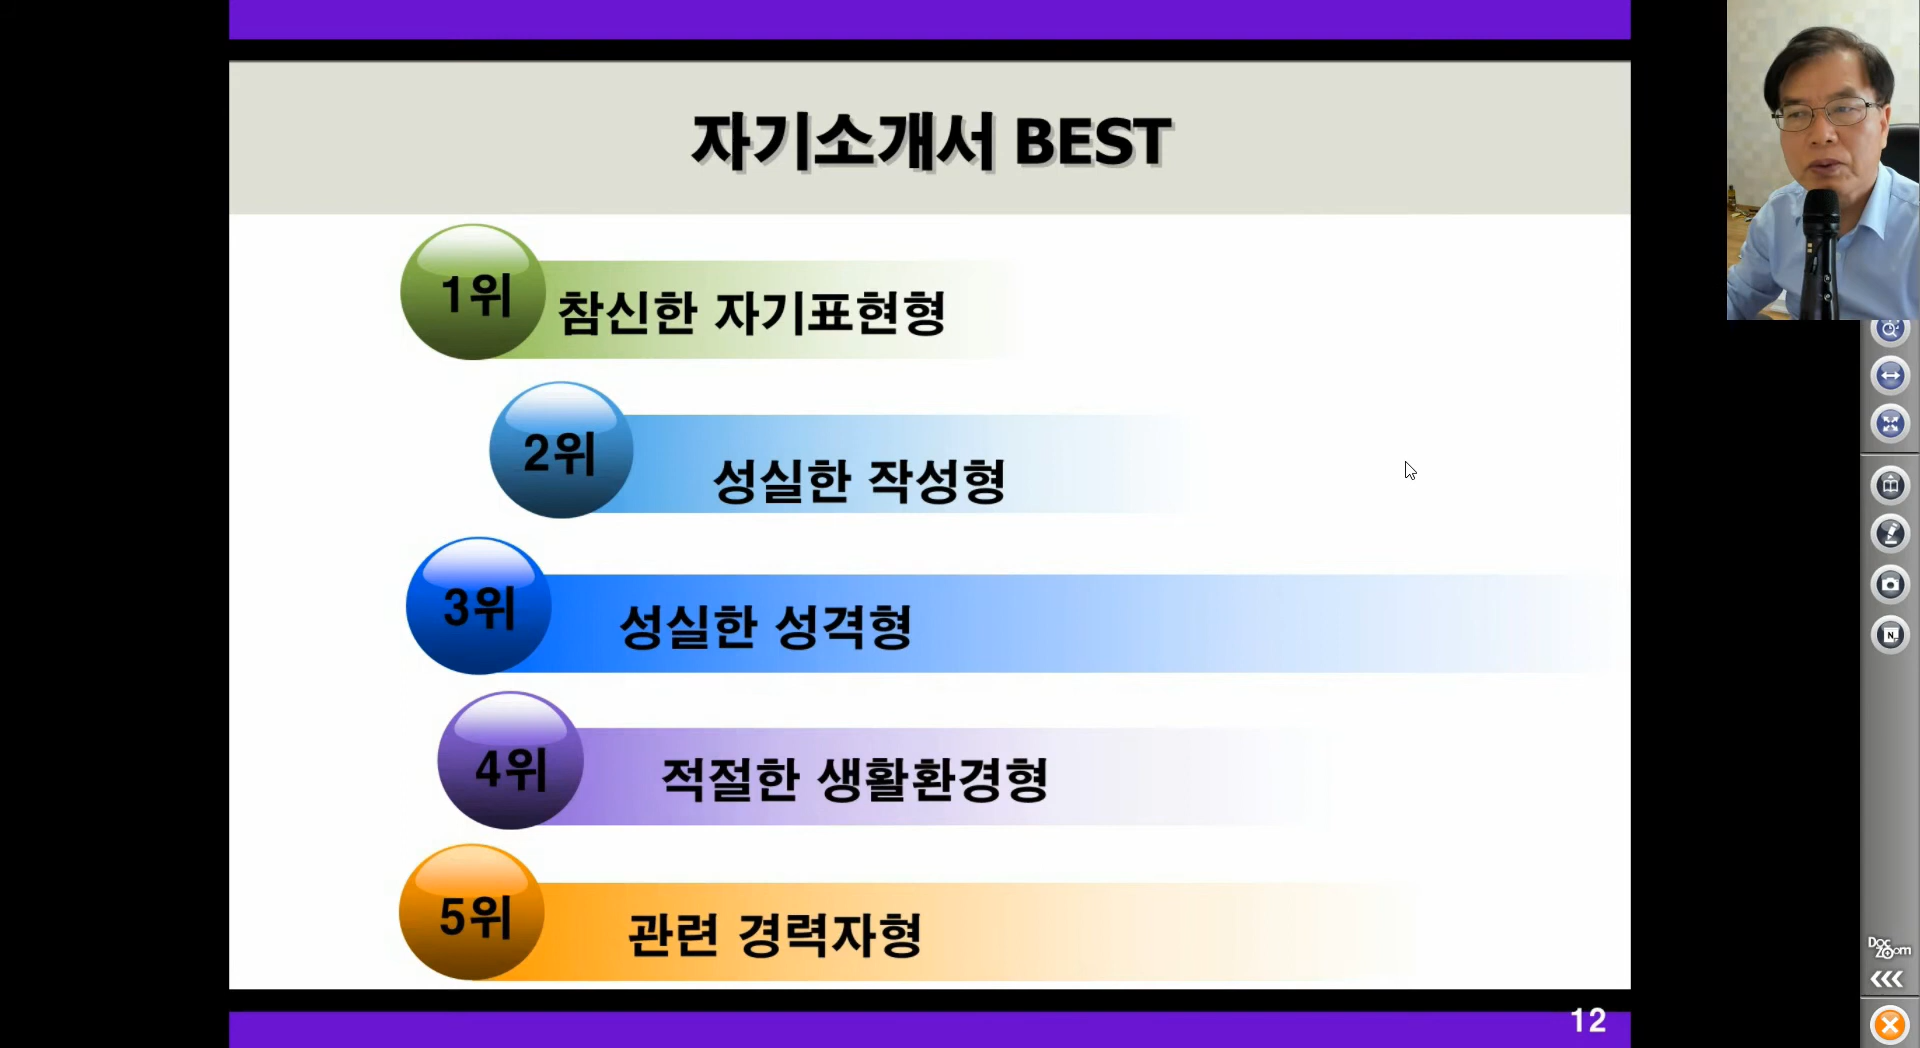 자기소개서 BEST
1위 참신한 자기표현형
2위 성실한 작성형
3위 성실한 성격형
4위 적절한 생활환경형
5위 관련 경력자형
12
N
Doc
Zoom